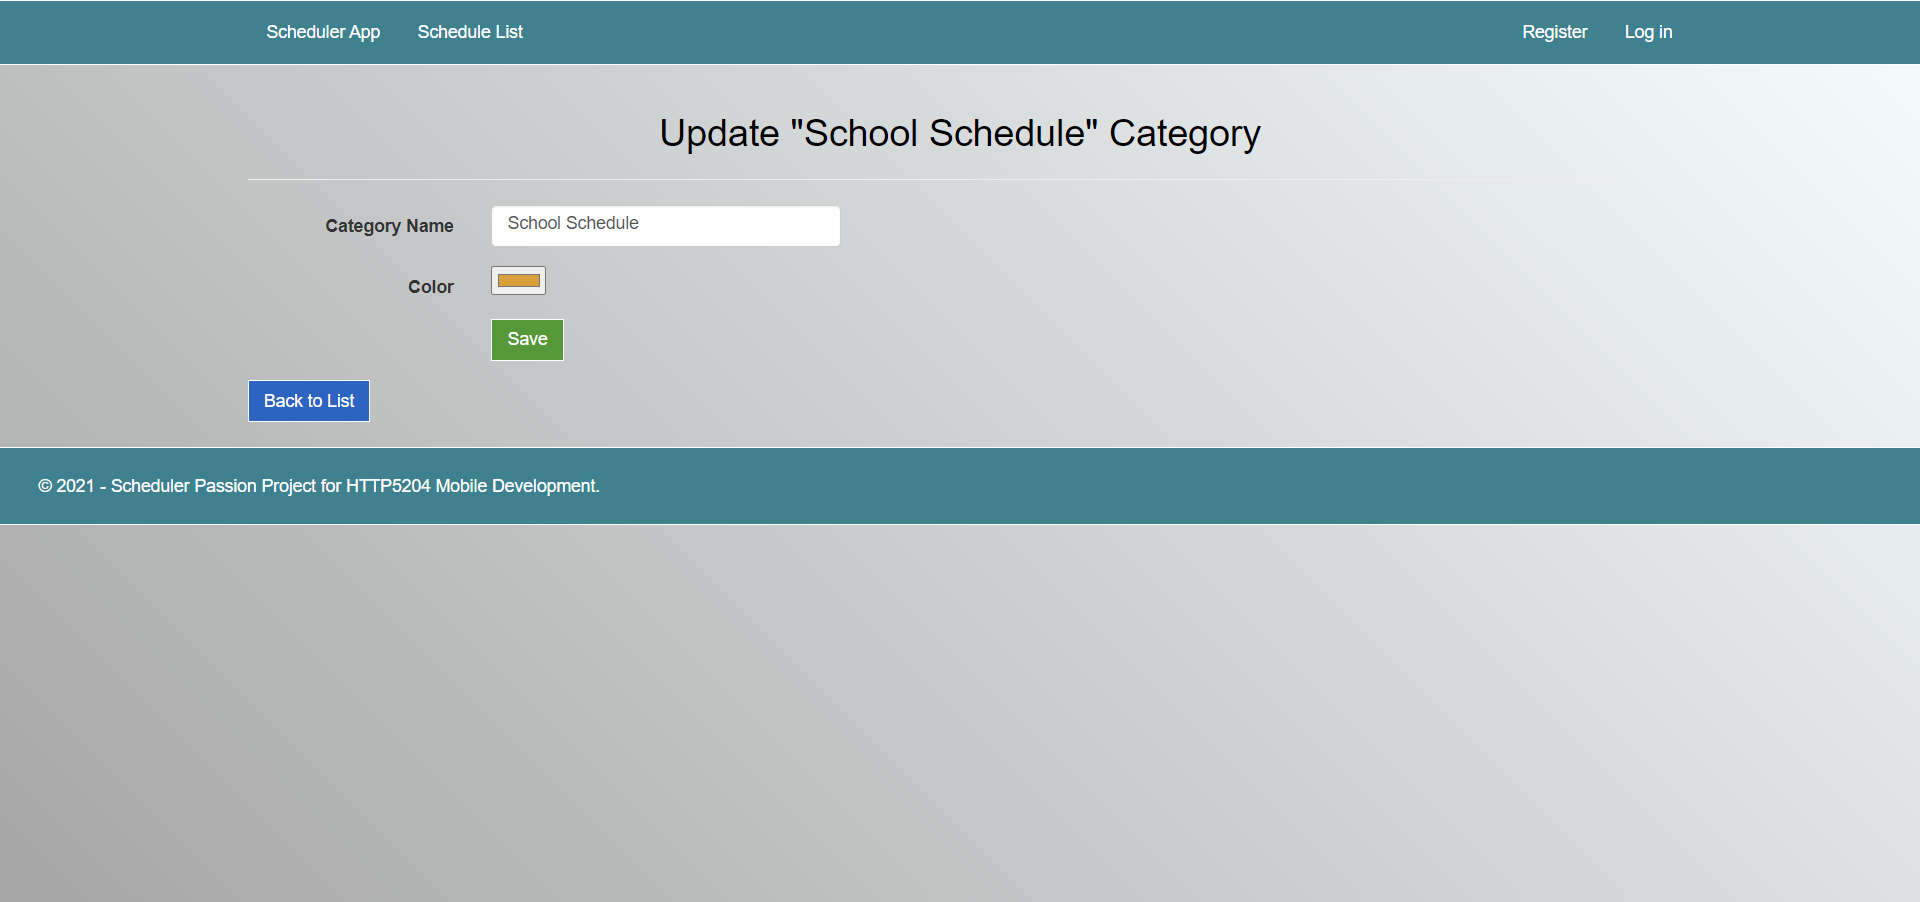 Scheduler App Schedule List Register Log in
Update "School Schedule" Category
Category Name School Schedule
Color
Save
Back to List
© 2021 - Scheduler Passion Project for HTTP5204 Mobile Development.